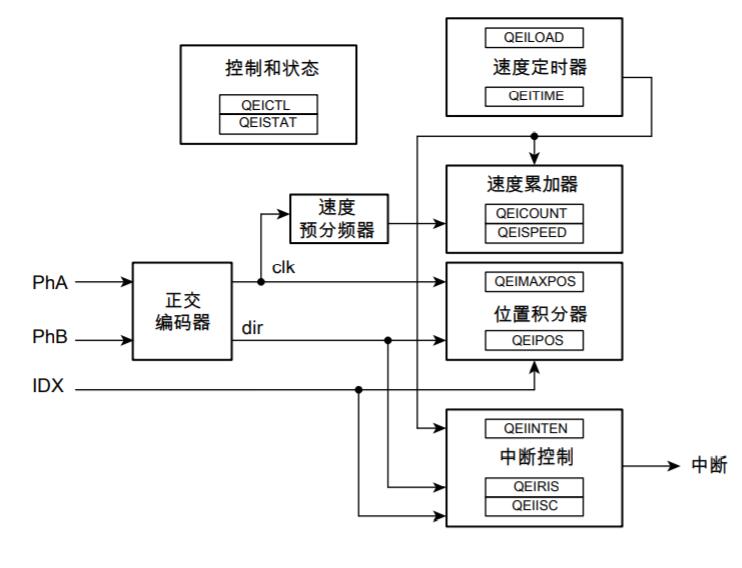 QEILOAD
速度定时器
QEITIME
控制和状态
QEICTL
QEISTAT
速度累加器
QEICOUNT
QEISPEED
速度
预分频器
clk
PhA
正交
编码器
QEIMAXPOS
位置积分器
QEIPOS
dir
PhB
IDX
QEIINTEN
中断控制
QEIRIS
QEIISC
中断